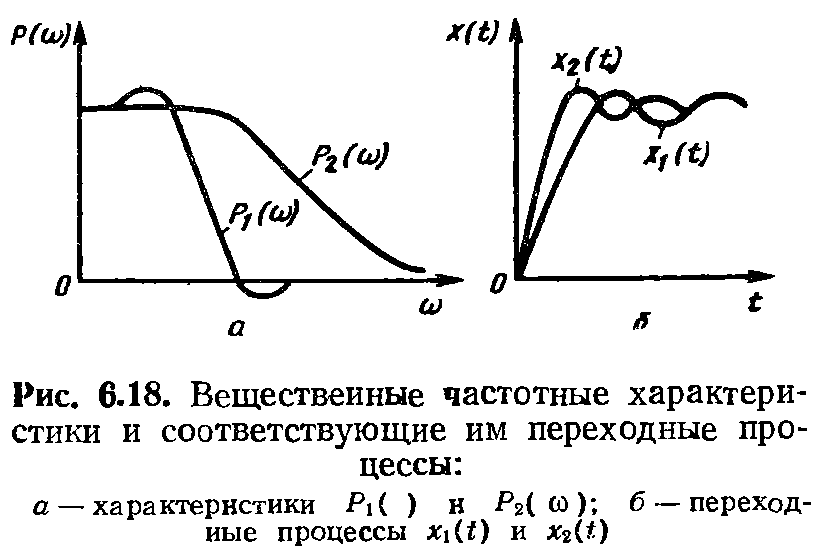 P(ω)
P₂(ω)
P₁(ω)
0
ω
а
x(t)
x₂(t)
x₁(t)
0
t
б
Рис. 6.18. Вещественные частотные характери-
стики и соответствующие им переходные про-
цессы:
а — характеристики P₁( ) и P₂( ω); б — переход-
ные процессы x₁(t) и x₂(t)